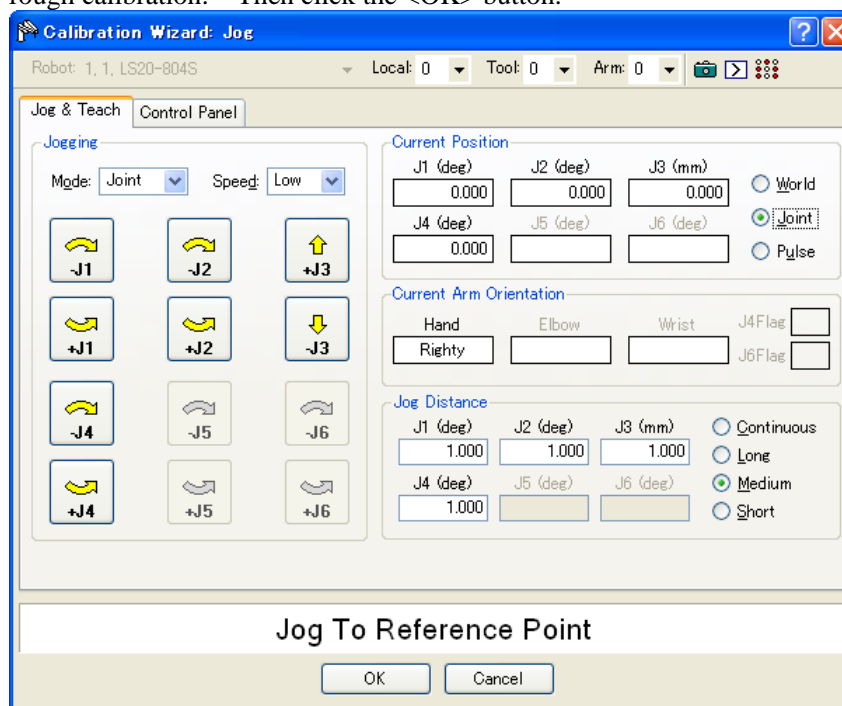 rough calibration. Then click the <OK> button.
Calibration Wizard: Jog
Robot: 1, 1, LS20-804S Local: 0 Tool: 0 Arm: 0
Jog & Teach Control Panel
Jogging
Mode: Joint Speed: Low
-J1 -J2 +J3
+J1 +J2 -J3
-J4 -J5 -J6
+J4 +J5 +J6
Current Position
J1 (deg) J2 (deg) J3 (mm)
0.000 0.000 0.000
J4 (deg) J5 (deg) J6 (deg)
0.000
World
Joint
Pulse
Current Arm Orientation
Hand Elbow Wrist J4Flag
Righty J6Flag
Jog Distance
J1 (deg) J2 (deg) J3 (mm)
1.000 1.000 1.000
J4 (deg) J5 (deg) J6 (deg)
1.000
Continuous
Long
Medium
Short
Jog To Reference Point
OK Cancel